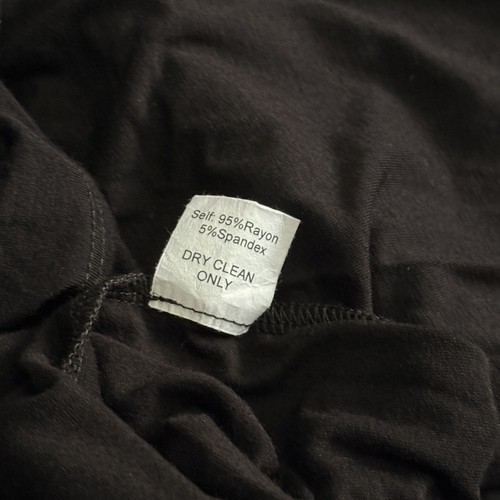 Self: 95%Rayon
5%Spandex
DRY CLEAN
ONLY